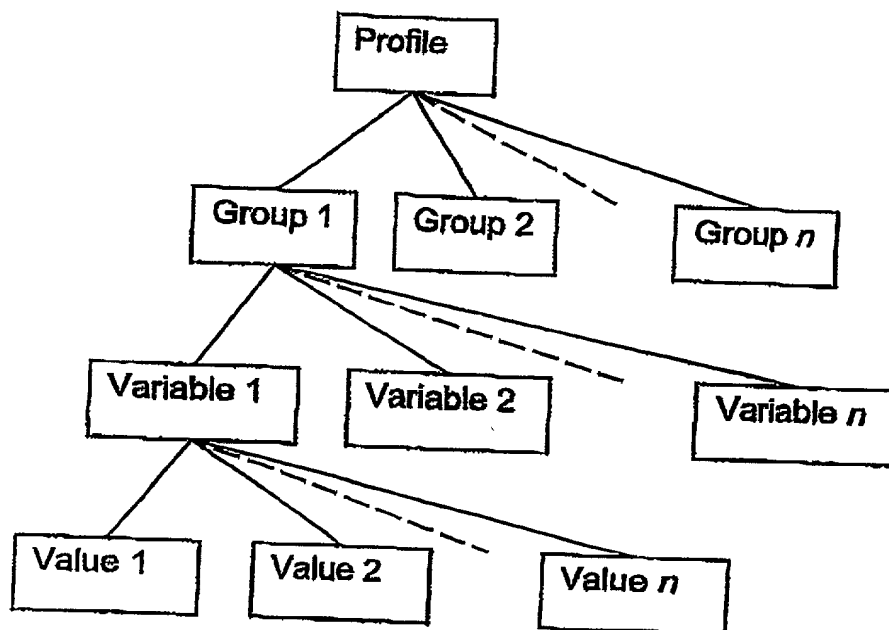 Profile
Group 1
Group 2
Group n
Variable 1
Variable 2
Variable n
Value 1
Value 2
Value n